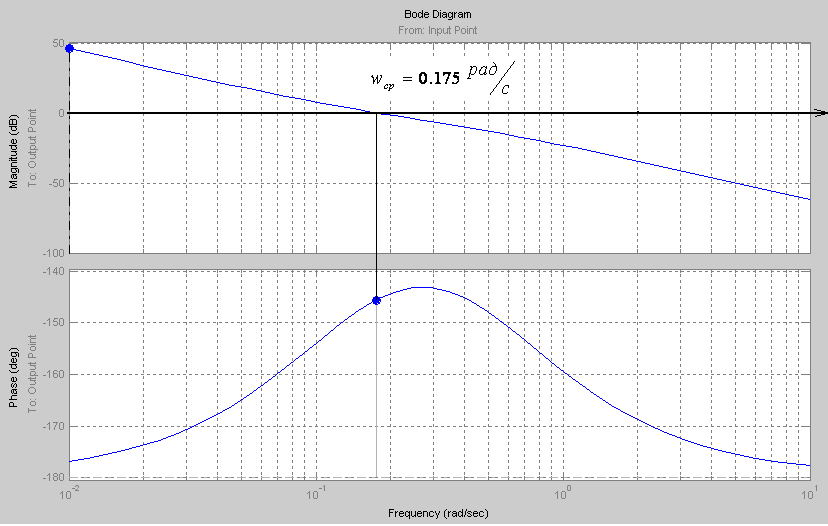 Bode Diagram
From: Input Point
w_cp = 0.175 рад/с
Magnitude (dB)
To: Output Point
50
0
-50
-100
Phase (deg)
To: Output Point
-140
-150
-160
-170
-180
10^-2
10^-1
10^0
10^1
Frequency (rad/sec)